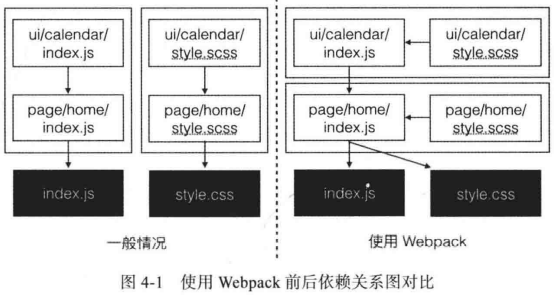 ui/calendar/
index.js
ui/calendar/
style.scss
page/home/
index.js
page/home/
style.scss
index.js
style.css
一般情况
ui/calendar/
index.js
ui/calendar/
style.scss
page/home/
index.js
page/home/
style.scss
index.js
style.css
使用 Webpack
图 4-1 使用 Webpack 前后依赖关系图对比